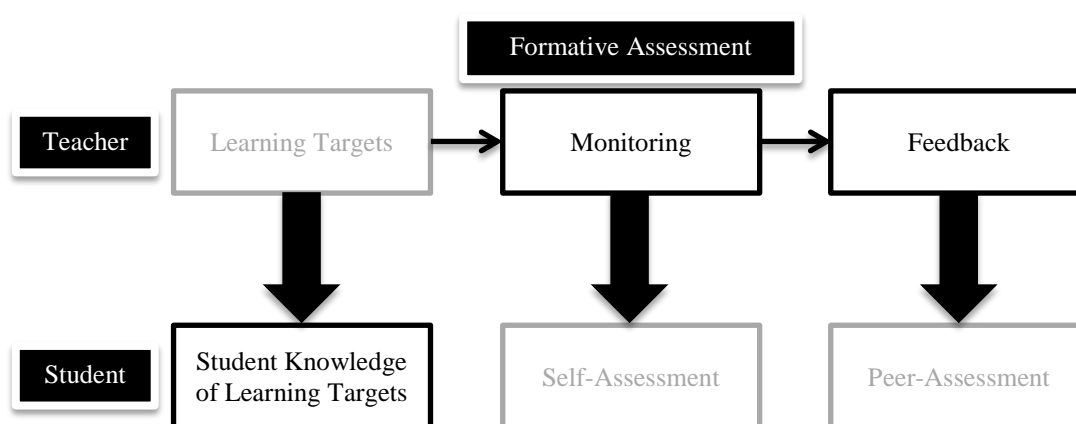 Formative Assessment
Teacher
Learning Targets
Monitoring
Feedback
Student
Student Knowledge
of Learning Targets
Self-Assessment
Peer-Assessment